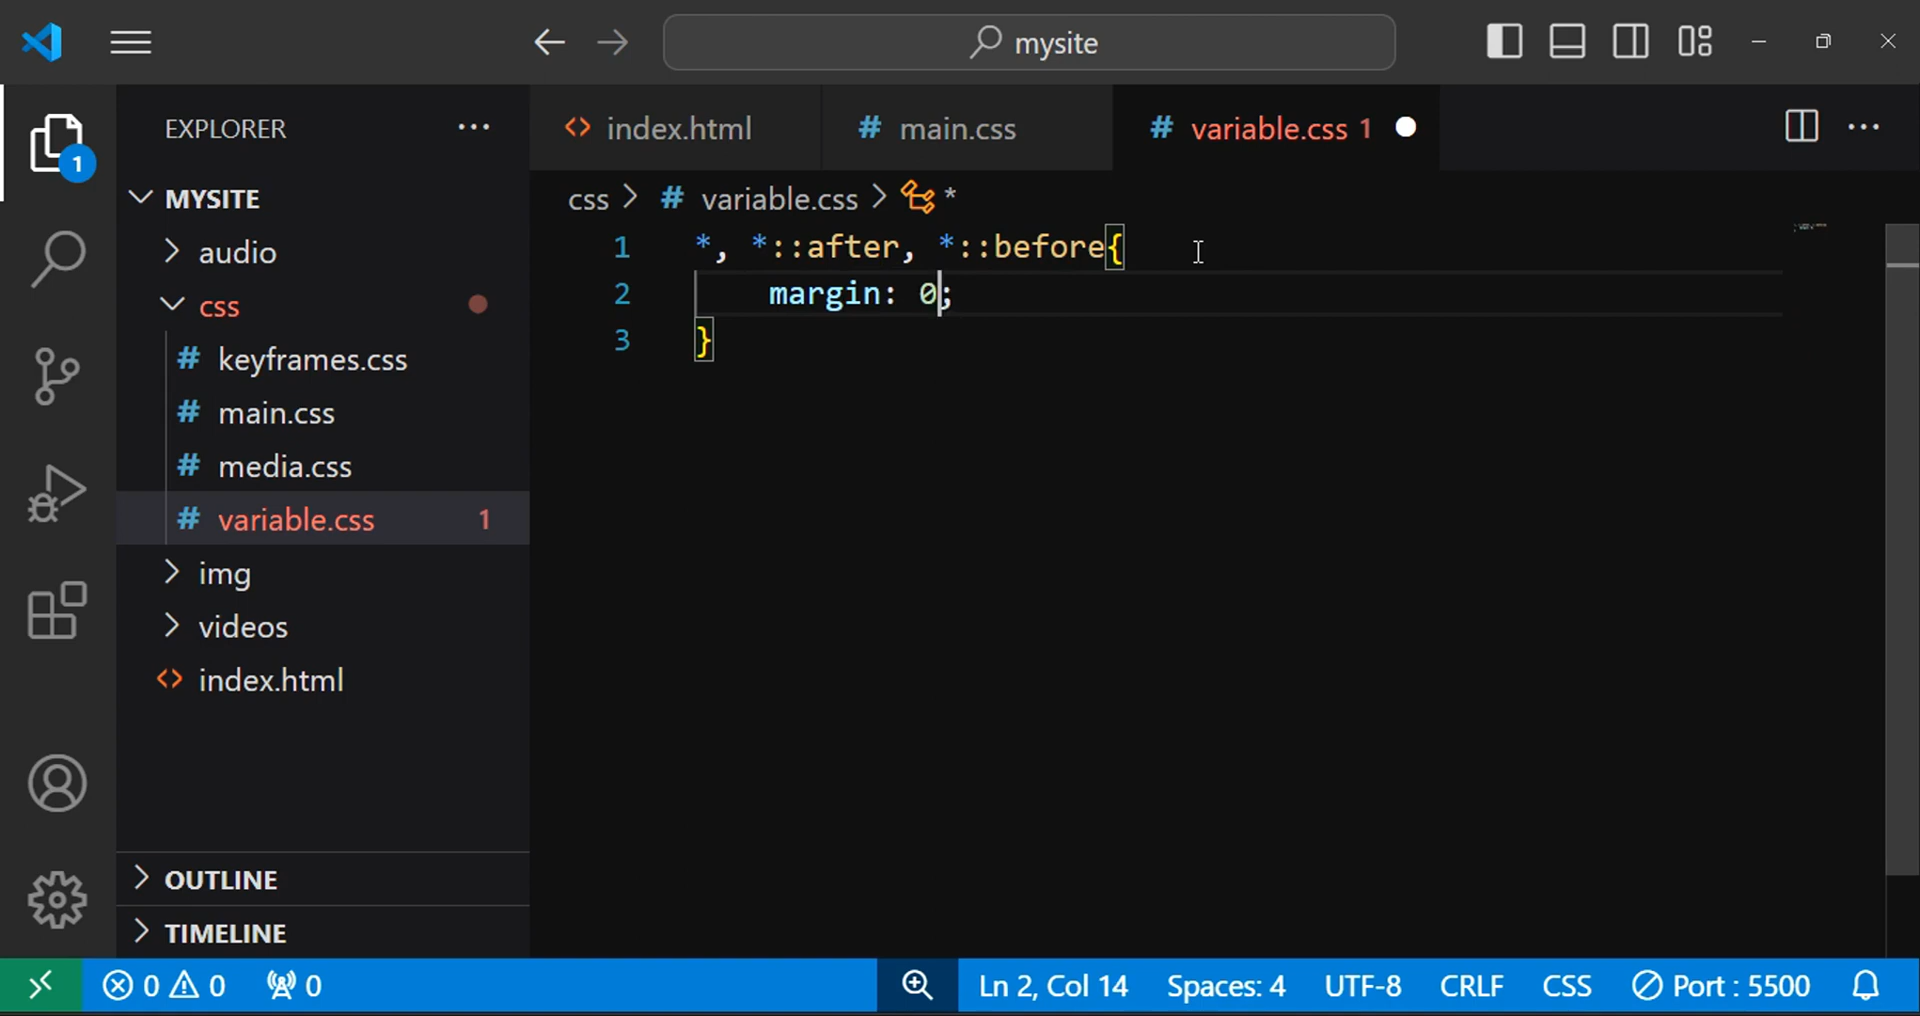 mysite
EXPLORER ···
1
MYSITE
audio
css
# keyframes.css
# main.css
# media.css
# variable.css 1
img
videos
<> index.html
OUTLINE
TIMELINE
<> index.html
# main.css
# variable.css 1
css > # variable.css > *
1 *, *::after, *::before{
2 margin: 0;
3 }
0 0 0
Ln 2, Col 14 Spaces: 4 UTF-8 CRLF CSS Port : 5500